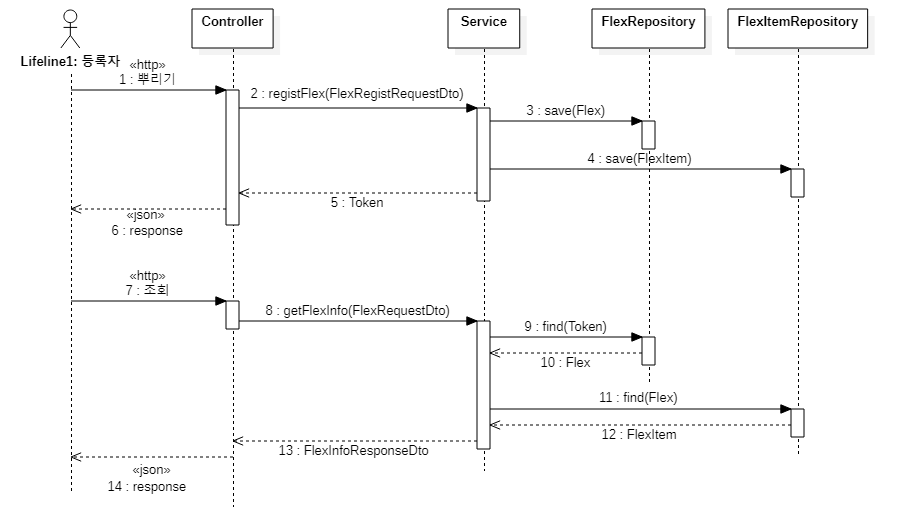 Controller
Service
FlexRepository
FlexItemRepository
Lifeline1: 등록자
«http»
1 : 뿌리기
2 : registFlex(FlexRegistRequestDto)
3 : save(Flex)
4 : save(FlexItem)
5 : Token
«json»
6 : response
«http»
7 : 조회
8 : getFlexInfo(FlexRequestDto)
9 : find(Token)
10 : Flex
11 : find(Flex)
12 : FlexItem
13 : FlexInfoResponseDto
«json»
14 : response